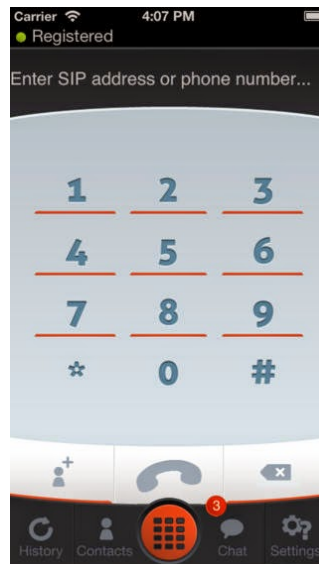 Carrier 4:07 PM
Registered
Enter SIP address or phone number...
1 2 3
4 5 6
7 8 9
* 0 #
3
History Contacts Chat Settings